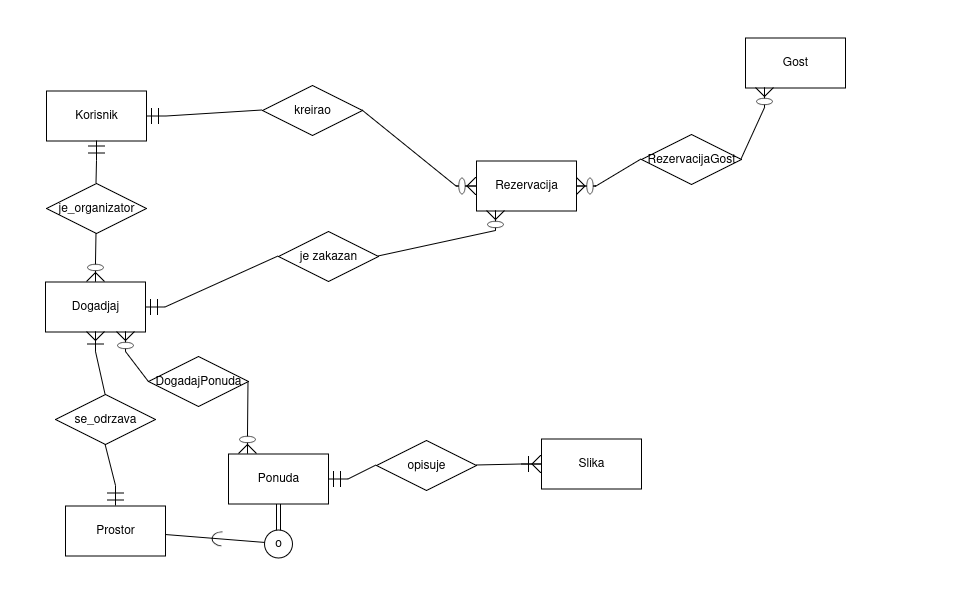 Gost
Korisnik
kreirao
RezervacijaGost
Rezervacija
je_organizator
je zakazan
Dogadjaj
DogadajPonuda
se_odrzava
opisuje
Slika
Ponuda
Prostor
o